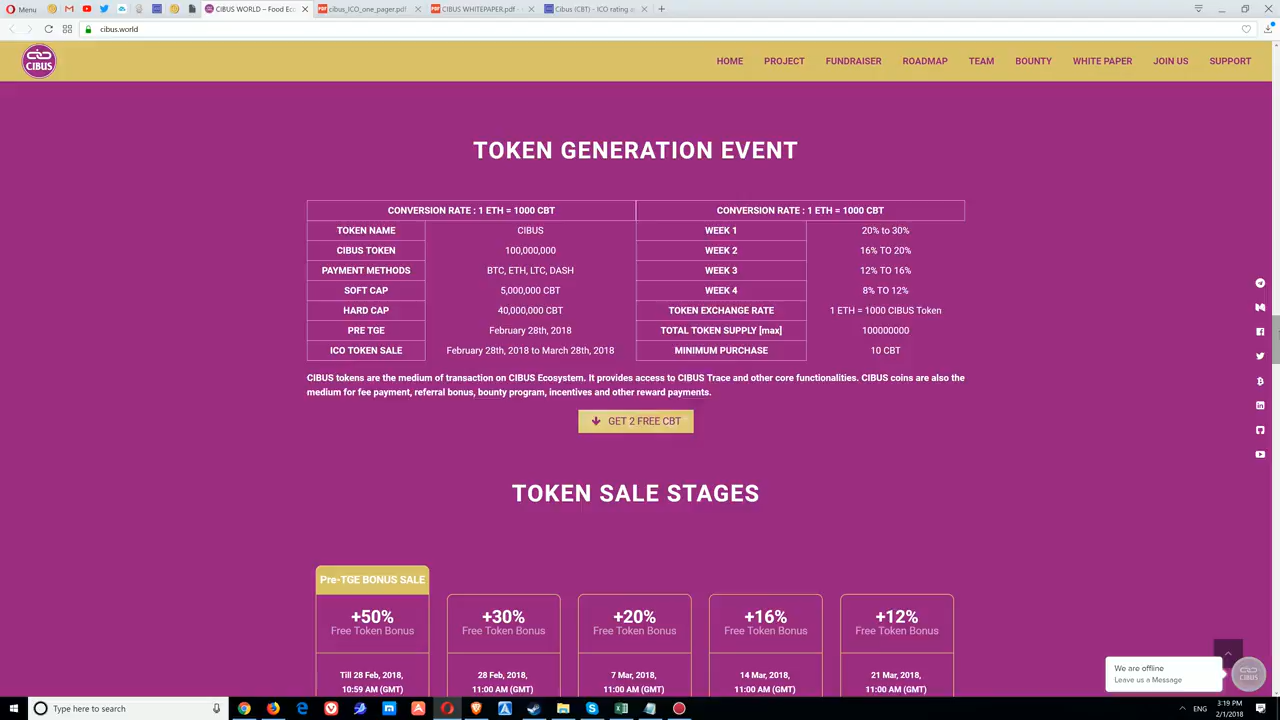 Menu
CIBUS WORLD – Food Eco
cibus_ICO_one_pager.pdf
CIBUS WHITEPAPER.pdf
Cibus (CBT) - ICO rating a
cibus.world
CIBUS
HOME PROJECT FUNDRAISER ROADMAP TEAM BOUNTY WHITE PAPER JOIN US SUPPORT
TOKEN GENERATION EVENT
CONVERSION RATE : 1 ETH = 1000 CBT
TOKEN NAME CIBUS
CIBUS TOKEN 100,000,000
PAYMENT METHODS BTC, ETH, LTC, DASH
SOFT CAP 5,000,000 CBT
HARD CAP 40,000,000 CBT
PRE TGE February 28th, 2018
ICO TOKEN SALE February 28th, 2018 to March 28th, 2018
CONVERSION RATE : 1 ETH = 1000 CBT
WEEK 1 20% to 30%
WEEK 2 16% TO 20%
WEEK 3 12% TO 16%
WEEK 4 8% TO 12%
TOKEN EXCHANGE RATE 1 ETH = 1000 CIBUS Token
TOTAL TOKEN SUPPLY [max] 100000000
MINIMUM PURCHASE 10 CBT
CIBUS tokens are the medium of transaction on CIBUS Ecosystem. It provides access to CIBUS Trace and other core functionalities. CIBUS coins are also the
medium for fee payment, referral bonus, bounty program, incentives and other reward payments.
GET 2 FREE CBT
TOKEN SALE STAGES
Pre-TGE BONUS SALE
+50%
Free Token Bonus
Till 28 Feb, 2018,
10:59 AM (GMT)
+30%
Free Token Bonus
28 Feb, 2018,
11:00 AM (GMT)
+20%
Free Token Bonus
7 Mar, 2018,
11:00 AM (GMT)
+16%
Free Token Bonus
14 Mar, 2018,
11:00 AM (GMT)
+12%
Free Token Bonus
21 Mar, 2018,
11:00 AM (GMT)
We are offline
Leave us a Message
CIBUS
Type here to search
ENG
3:19 PM
2/1/2018